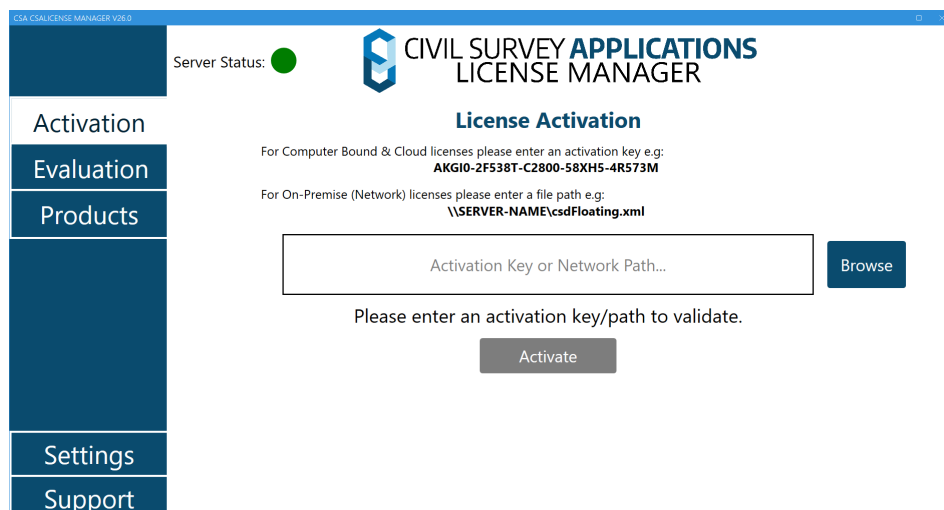 CSA CSALICENSE MANAGER V26.0
Server Status:
CIVIL SURVEY APPLICATIONS
LICENSE MANAGER
Activation
Evaluation
Products
Settings
Support
License Activation
For Computer Bound & Cloud licenses please enter an activation key e.g:
AKGI0-2F538T-C2800-58XH5-4R573M
For On-Premise (Network) licenses please enter a file path e.g:
\\SERVER-NAME\csdFloating.xml
Activation Key or Network Path...
Browse
Please enter an activation key/path to validate.
Activate